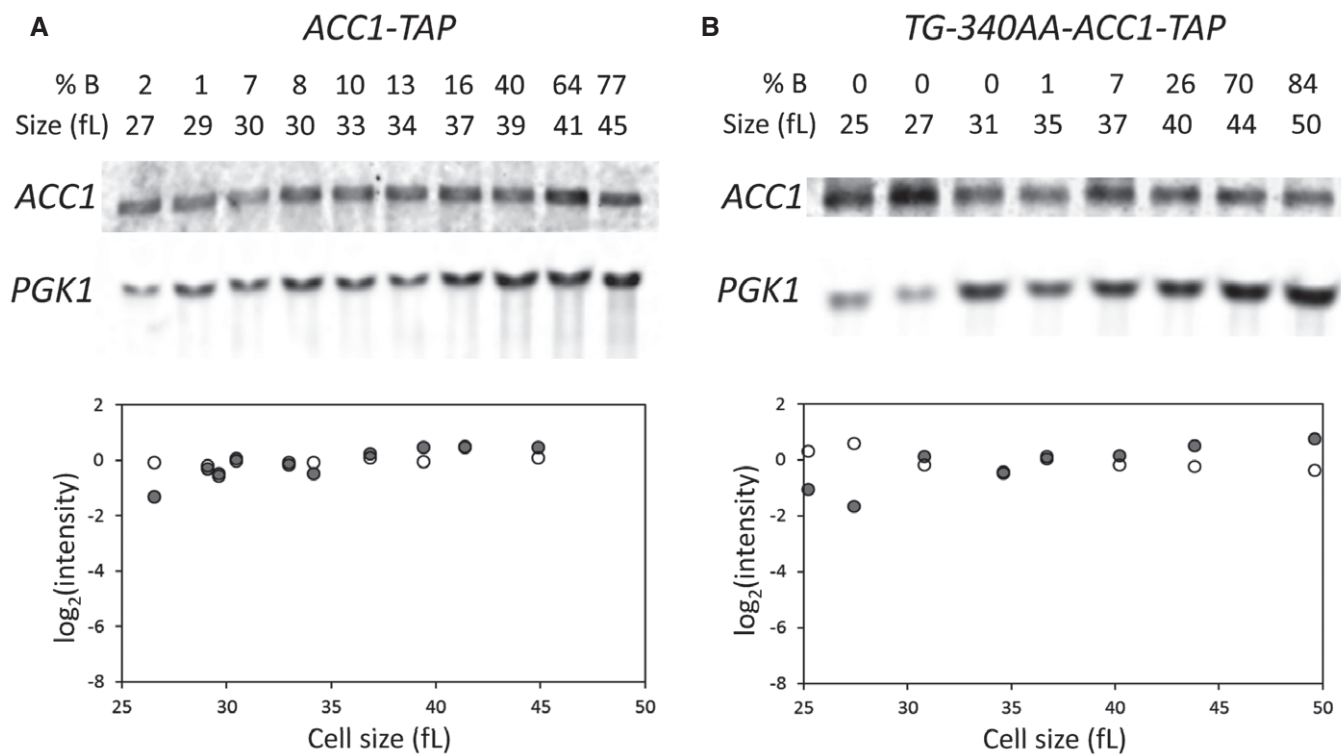 A
ACC1-TAP
% B 2 1 7 8 10 13 16 40 64 77
Size (fL) 27 29 30 30 33 34 37 39 41 45
ACC1
PGK1
2
0
-2
-4
-6
-8
log2(intensity)
25 30 35 40 45 50
Cell size (fL)
B
TG-340AA-ACC1-TAP
% B 0 0 0 1 7 26 70 84
Size (fL) 25 27 31 35 37 40 44 50
ACC1
PGK1
2
0
-2
-4
-6
-8
log2(intensity)
25 30 35 40 45 50
Cell size (fL)